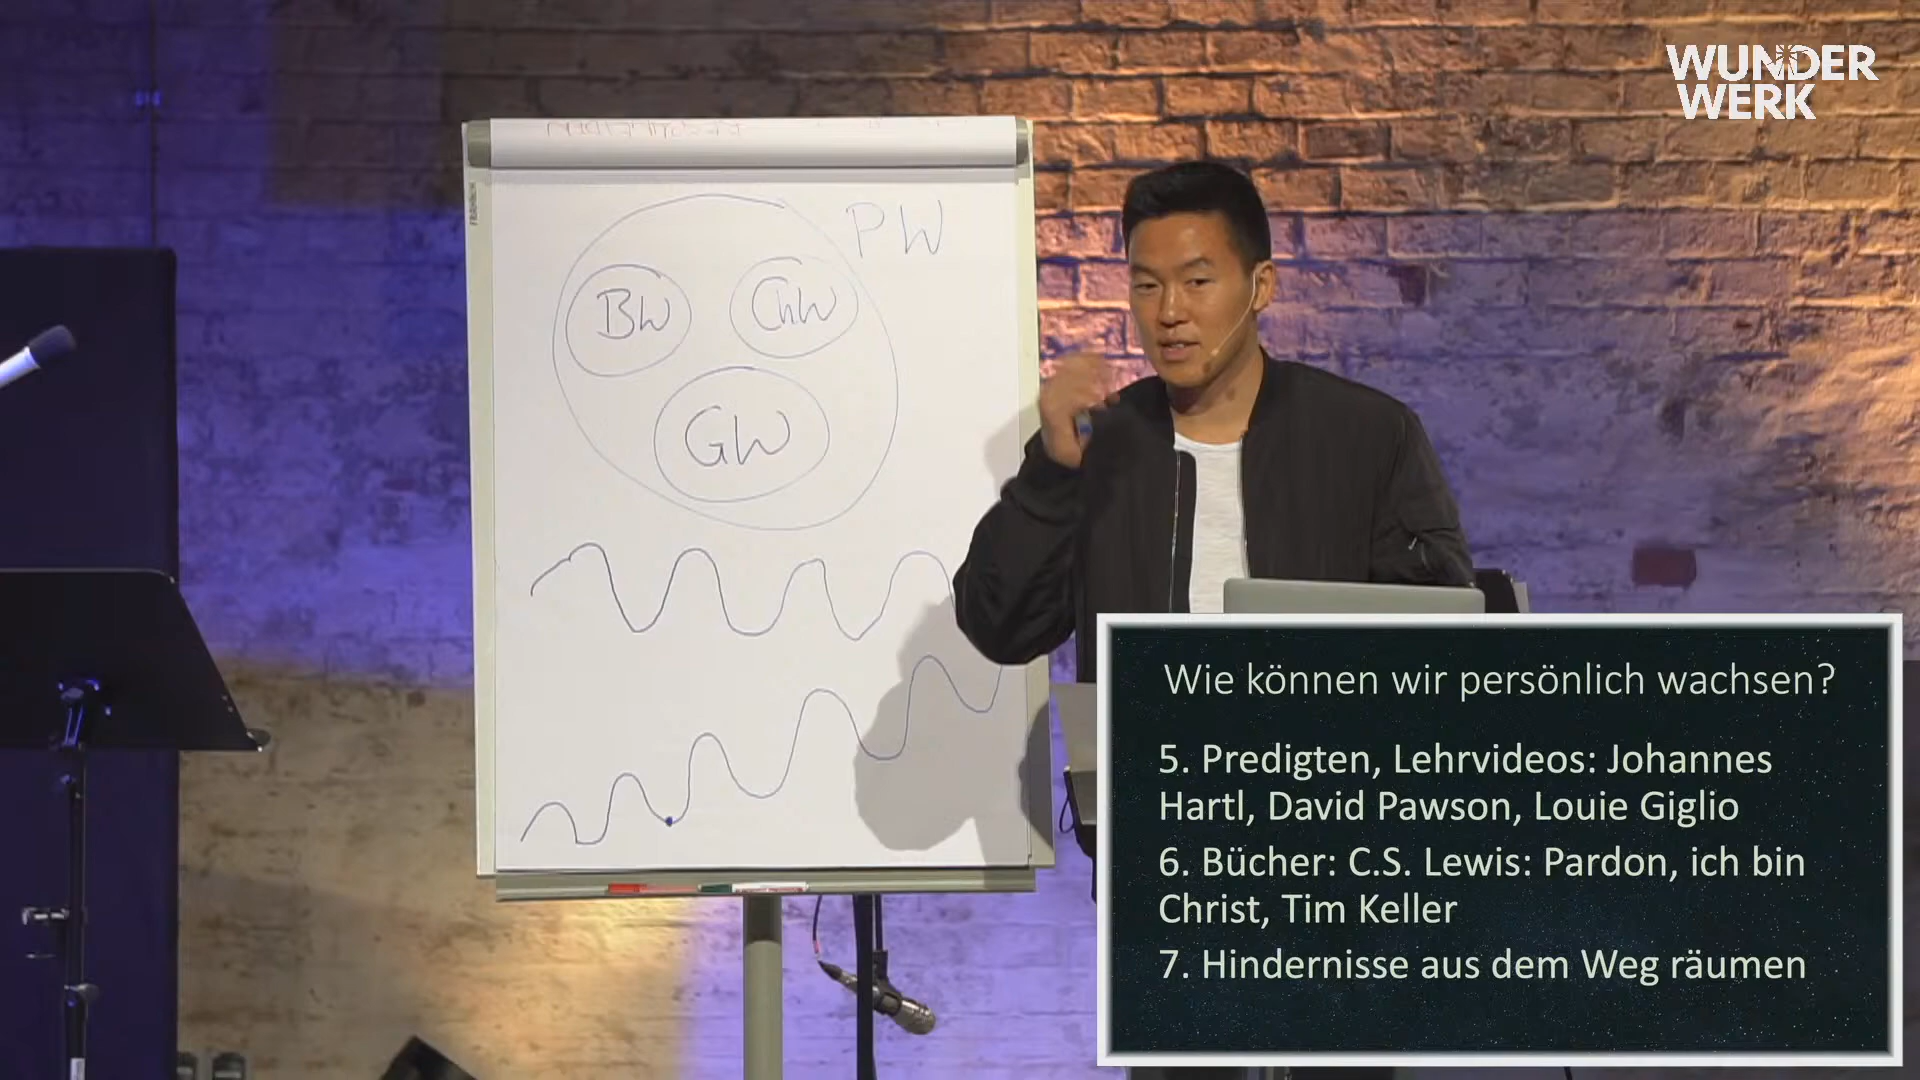 WUNDER
WERK
PW
BW
ChW
GW
Wie können wir persönlich wachsen?
5. Predigten, Lehrvideos: Johannes
Hartl, David Pawson, Louie Giglio
6. Bücher: C.S. Lewis: Pardon, ich bin
Christ, Tim Keller
7. Hindernisse aus dem Weg räumen